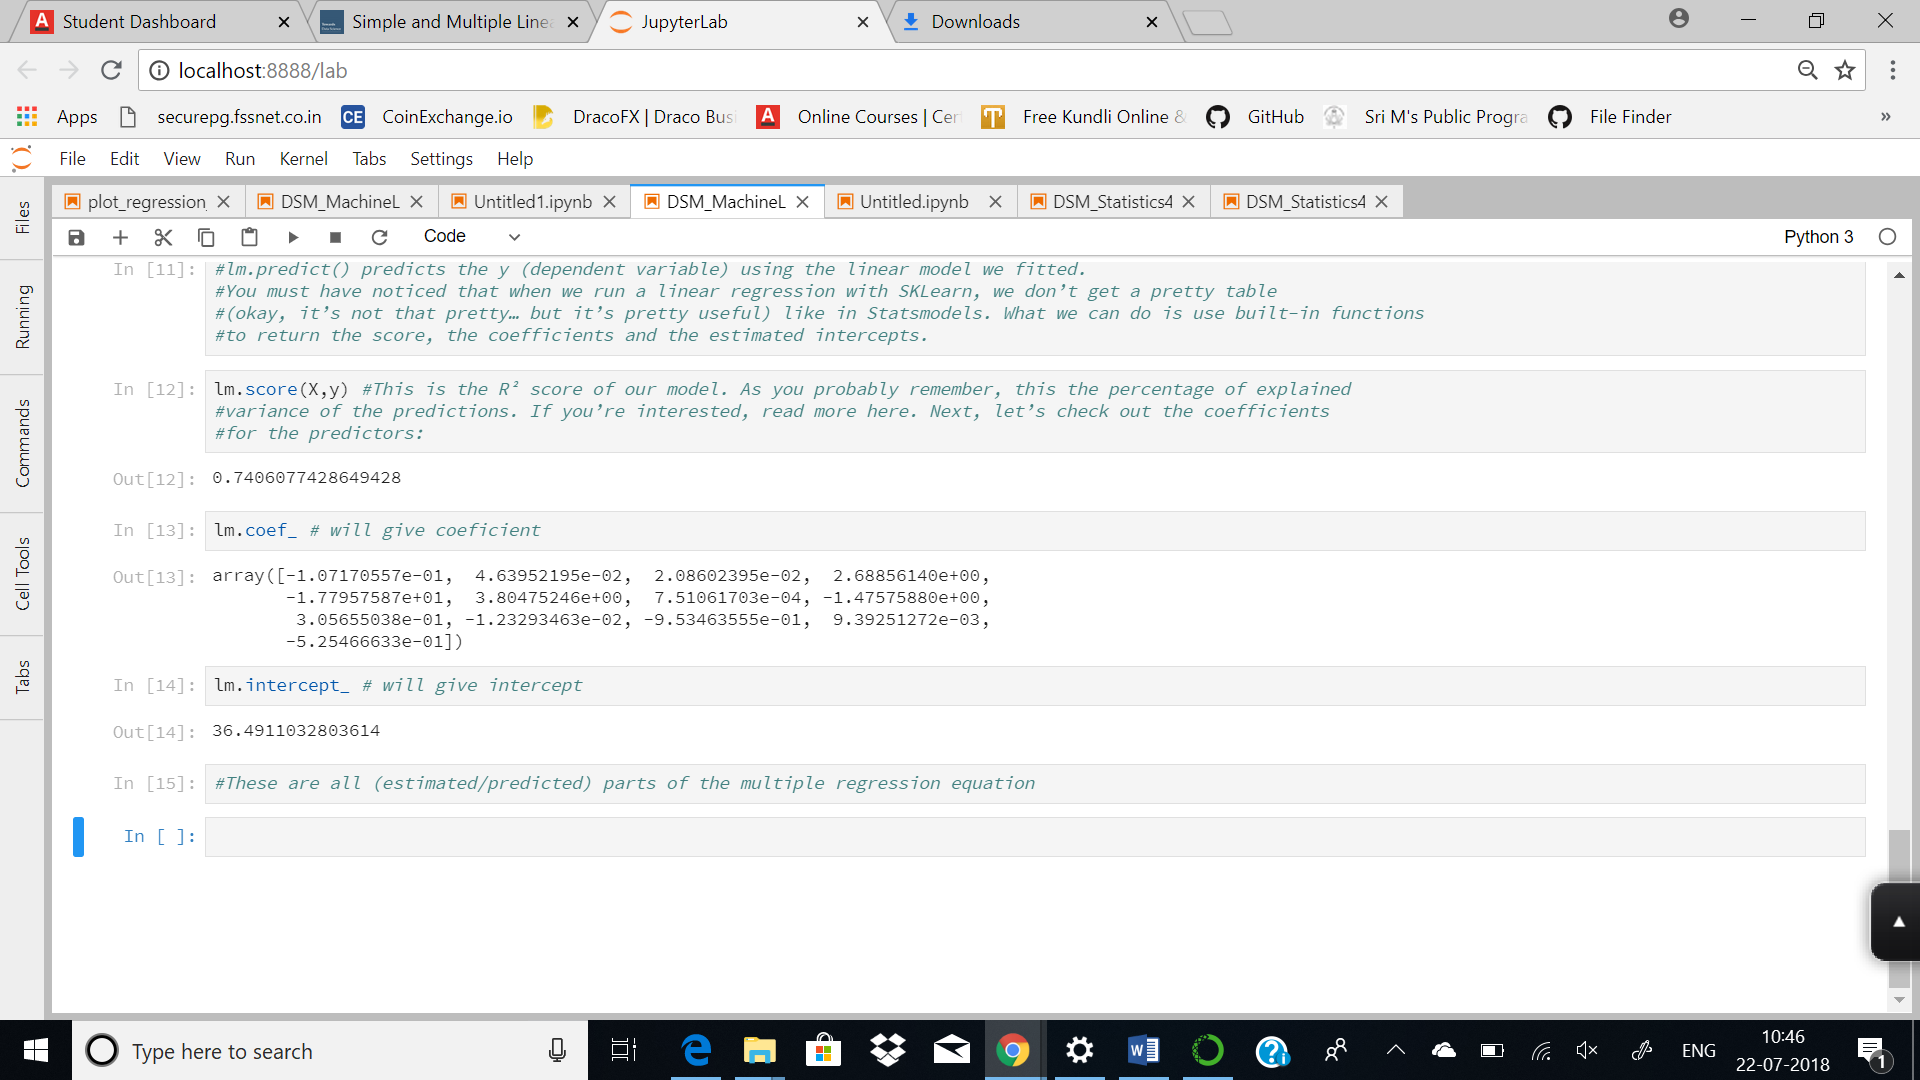 Student Dashboard
Simple and Multiple Line
JupyterLab
Downloads
localhost:8888/lab
Apps securepg.fssnet.co.in CoinExchange.io DracoFX | Draco Busi Online Courses | Cer Free Kundli Online & GitHub Sri M's Public Progra File Finder »
File Edit View Run Kernel Tabs Settings Help
plot_regression_ DSM_MachineL Untitled1.ipynb DSM_MachineL Untitled.ipynb DSM_Statistics4 DSM_Statistics4
Code Python 3
Files
Running
Commands
Cell Tools
Tabs
In [11]: #lm.predict() predicts the y (dependent variable) using the linear model we fitted.
#You must have noticed that when we run a linear regression with SKLearn, we don’t get a pretty table
#(okay, it’s not that pretty… but it’s pretty useful) like in Statsmodels. What we can do is use built-in functions
#to return the score, the coefficients and the estimated intercepts.
In [12]: lm.score(X,y) #This is the R² score of our model. As you probably remember, this the percentage of explained
#variance of the predictions. If you’re interested, read more here. Next, let’s check out the coefficients
#for the predictors:
Out[12]: 0.7406077428649428
In [13]: lm.coef_ # will give coeficient
Out[13]: array([-1.07170557e-01, 4.63952195e-02, 2.08602395e-02, 2.68856140e+00,
-1.77957587e+01, 3.80475246e+00, 7.51061703e-04, -1.47575880e+00,
3.05655038e-01, -1.23293463e-02, -9.53463555e-01, 9.39251272e-03,
-5.25466633e-01])
In [14]: lm.intercept_ # will give intercept
Out[14]: 36.4911032803614
In [15]: #These are all (estimated/predicted) parts of the multiple regression equation
In [ ]:
Type here to search
ENG
10:46
22-07-2018
1